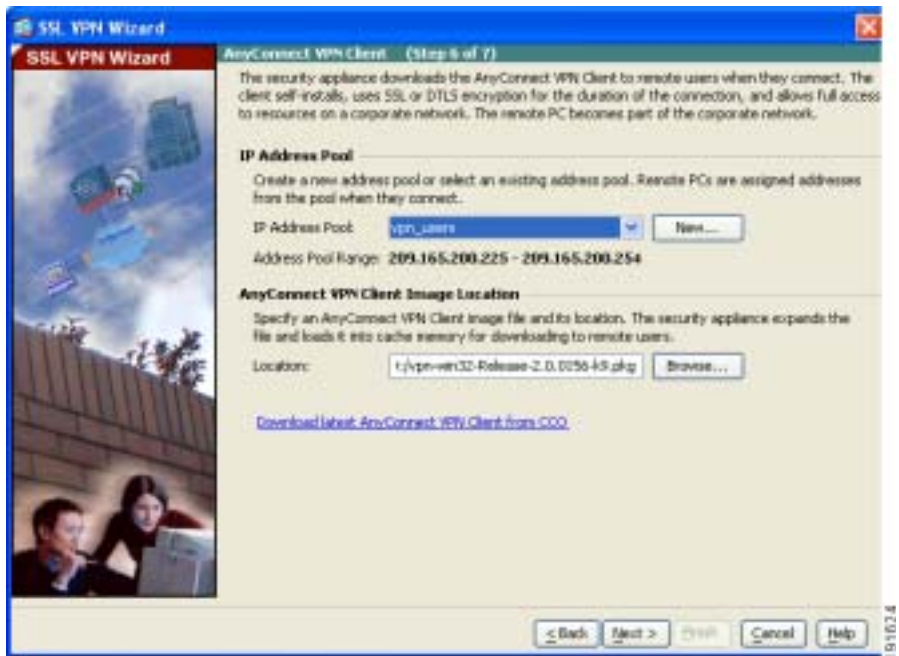 SSL VPN Wizard
SSL VPN Wizard
AnyConnect VPN Client (Step 6 of 7)
The security appliance downloads the AnyConnect VPN Client to remote users when they connect. The
client self-installs, uses SSL or DTLS encryption for the duration of the connection, and allows full access
to resources on a corporate network. The remote PC becomes part of the corporate network.
IP Address Pool
Create a new address pool or select an existing address pool. Remote PCs are assigned addresses
from the pool when they connect.
IP Address Pool: vpn_users New...
Address Pool Range: 209.165.200.225 - 209.165.200.254
AnyConnect VPN Client Image Location
Specify an AnyConnect VPN Client image file and its location. The security appliance expands the
file and loads it into cache memory for downloading to remote users.
Location: t:/vpn-win32-Release-2.0.0256-k9.pkg Browse...
Download latest AnyConnect VPN Client from CCO
< Back Next > Finish Cancel Help
191624